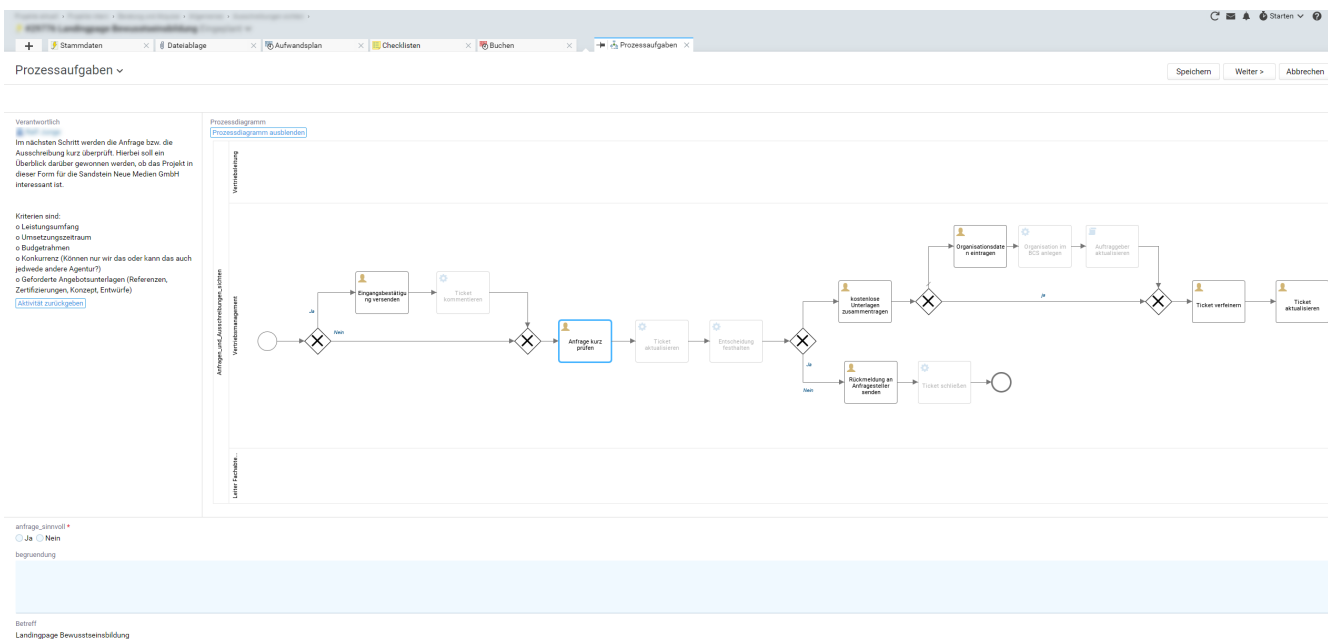 Starten
Stammdaten
Dateiablage
Aufwandsplan
Checklisten
Buchen
Prozessaufgaben
Prozessaufgaben
Speichern
Weiter >
Abbrechen
Verantwortlich
Im nächsten Schritt werden die Anfrage bzw. die
Ausschreibung kurz überprüft. Hierbei soll ein
Überblick darüber gewonnen werden, ob das Projekt in
dieser Form für die Sandstein Neue Medien GmbH
interessant ist.
Kriterien sind:
o Leistungsumfang
o Umsetzungszeitraum
o Budgetrahmen
o Konkurrenz (Können nur wir das oder kann das auch
jedwede andere Agentur?)
o Geforderte Angebotsunterlagen (Referenzen,
Zertifizierungen, Konzept, Entwürfe)
Aktivität zurückgeben
Prozessdiagramm
Prozessdiagramm ausblenden
Anfragen_und_Ausschreibungen_sichten
Vertriebsleitung
Vertriebsmanagement
Leiter Fachabte...
Ja
Nein
Eingangsbestätigu
ng versenden
Ticket
kommentieren
Anfrage kurz
prüfen
Ticket
aktualisieren
Entscheidung
festhalten
Ja
Nein
kostenlose
Unterlagen
zusammentragen
Rückmeldung an
Anfragesteller
senden
Ticket schließen
Organisationsdate
n eintragen
Organisation im
BCS anlegen
Auftraggeber
aktualisieren
ja
Ticket verfeinern
Ticket
aktualisieren
anfrage_sinnvoll *
Ja
Nein
begruendung
Betreff
Landingpage Bewusstseinsbildung